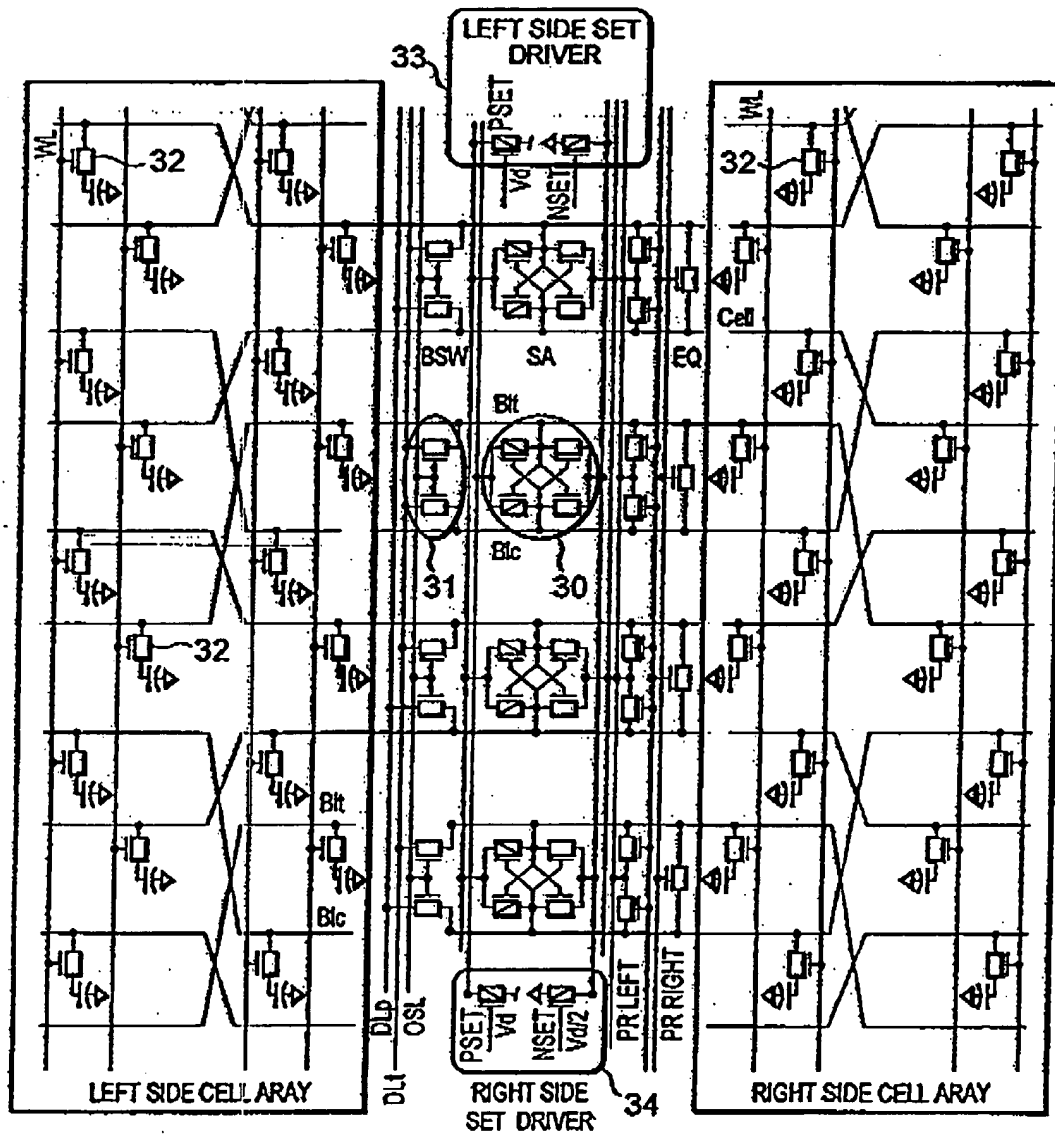 LEFT SIDE SET
DRIVER
33
PSET
Vd
NSET
WL
32
WL
32
Cell
BSW
SA
EQ
Blt
31
Blc
30
32
Blt
Blc
DLt
DLp
OSL
PSET
Vd
NSET
Vd/2
PR LEFT
PR RIGHT
LEFT SIDE CELL ARAY
RIGHT SIDE
SET DRIVER
34
RIGHT SIDE CELL ARAY